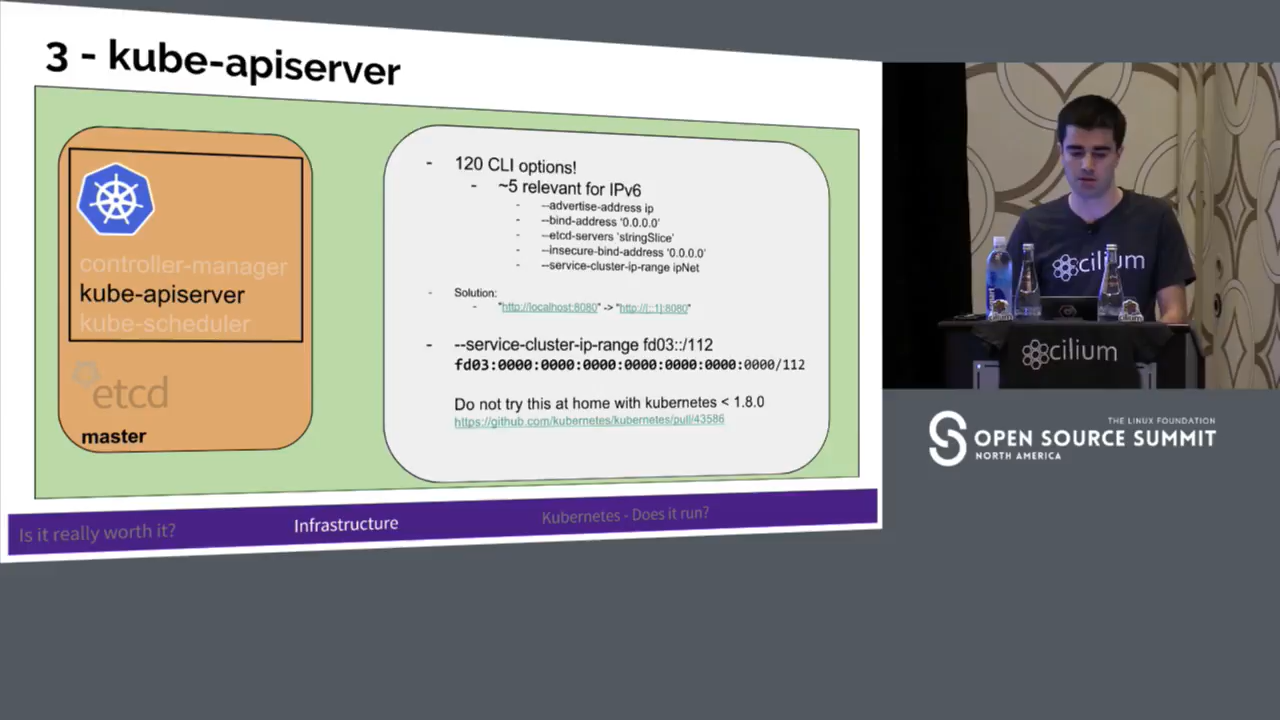 3 - kube-apiserver
controller-manager
kube-apiserver
kube-scheduler
etcd
master
- 120 CLI options!
- ~5 relevant for IPv6
- --advertise-address ip
- --bind-address '0.0.0.0'
- --etcd-servers 'stringSlice'
- --insecure-bind-address '0.0.0.0'
- --service-cluster-ip-range ipNet
- Solution:
- "http://localhost:8080" -> "http://[::1]:8080"
- --service-cluster-ip-range fd03::/112
fd03:0000:0000:0000:0000:0000:0000:0000/112
Do not try this at home with kubernetes < 1.8.0
https://github.com/kubernetes/kubernetes/pull/43586
Is it really worth it?
Infrastructure
Kubernetes - Does it run?
cilium
cilium
THE LINUX FOUNDATION
OPEN SOURCE SUMMIT
NORTH AMERICA